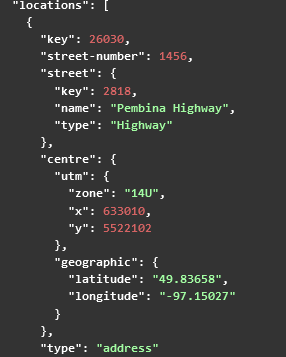 "locations": [
{
"key": 26030,
"street-number": 1456,
"street": {
"key": 2818,
"name": "Pembina Highway",
"type": "Highway"
},
"centre": {
"utm": {
"zone": "14U",
"x": 633010,
"y": 5522102
},
"geographic": {
"latitude": "49.83658",
"longitude": "-97.15027"
}
},
"type": "address"